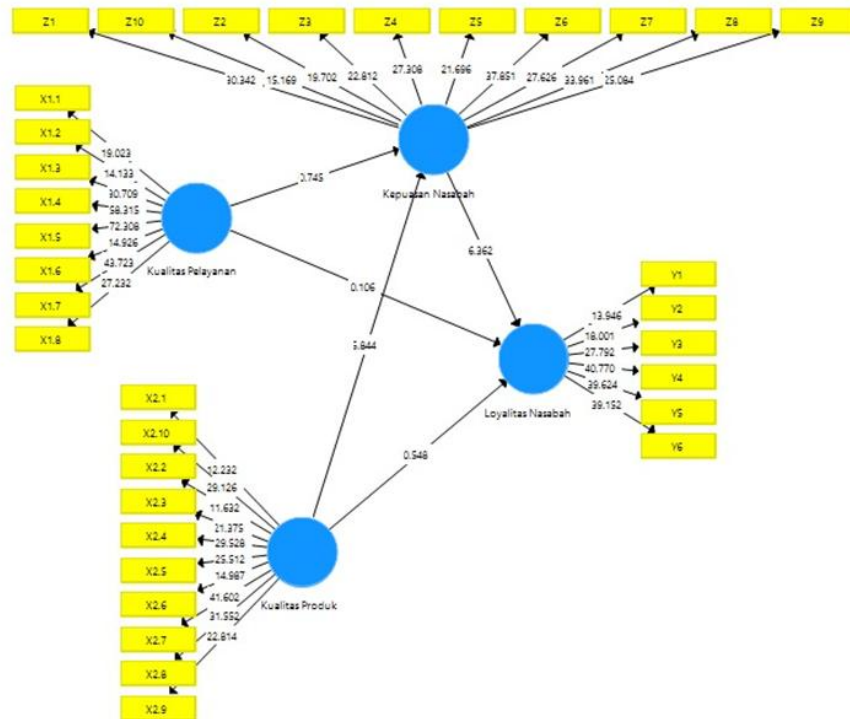 Z1 Z10 Z2 Z3 Z4 Z5 Z6 Z7 Z8 Z9
30.342 15.169 19.702 22.812 27.308 21.696 37.851 27.626 33.961 25.084
Kepuasan Nasabah
X1.1
X1.2
X1.3
X1.4
X1.5
X1.6
X1.7
X1.8
19.023
14.133
30.709
58.315
72.308
14.926
43.723
27.232
Kualitas Pelayanan
0.745
0.106
6.362
5.844
0.548
Y1
Y2
Y3
Y4
Y5
Y6
13.946
18.001
27.792
40.770
39.624
39.152
Loyalitas Nasabah
X2.1
X2.10
X2.2
X2.3
X2.4
X2.5
X2.6
X2.7
X2.8
X2.9
12.232
29.126
11.632
21.375
29.528
25.512
14.987
41.602
31.552
22.814
Kualitas Produk